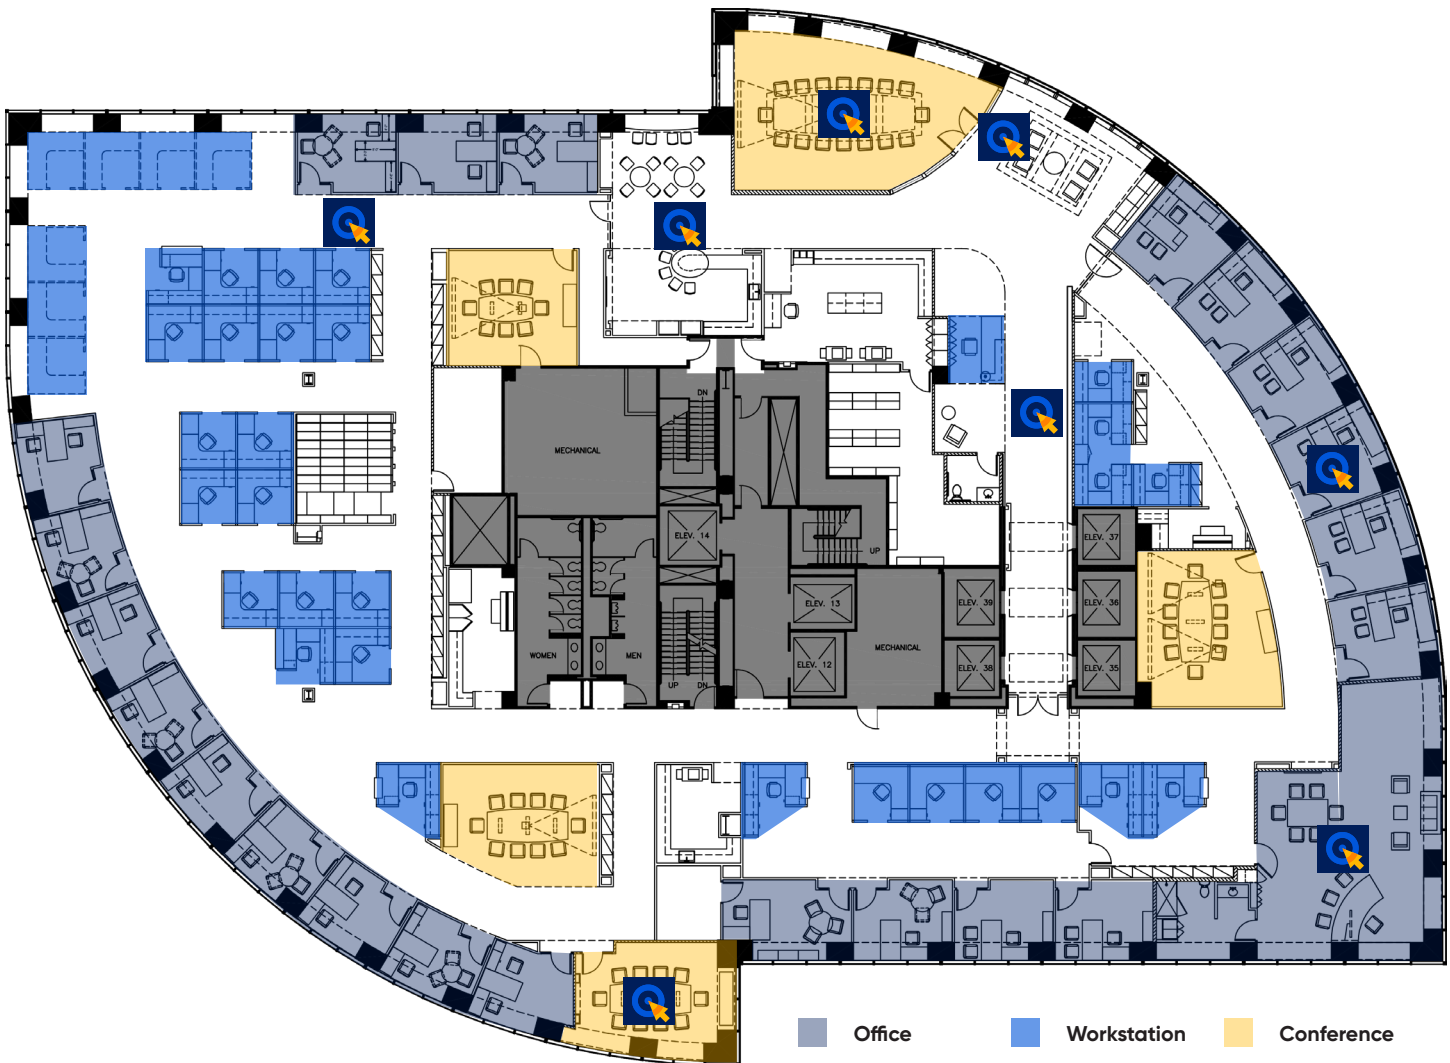 DN
MECHANICAL
ELEV. 14
UP
ELEV. 37
ELEV. 13
ELEV. 39
ELEV. 36
WOMEN
MEN
MECHANICAL
ELEV. 12
ELEV. 38
ELEV. 35
UP
DN
Office
Workstation
Conference